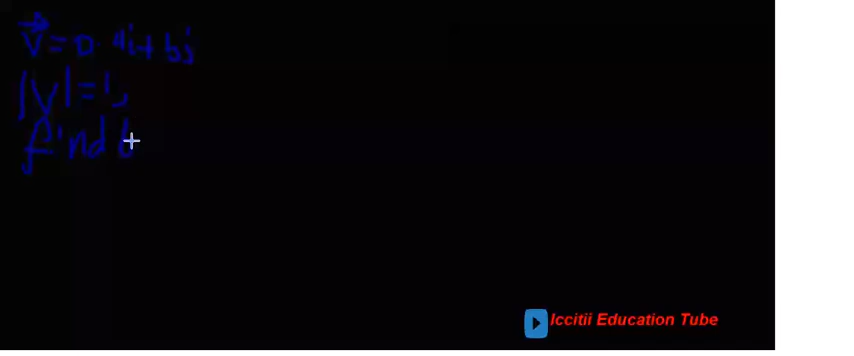 v⃗ = 0.4i + bj
|v| = 1,
find b
Iccitii Education Tube